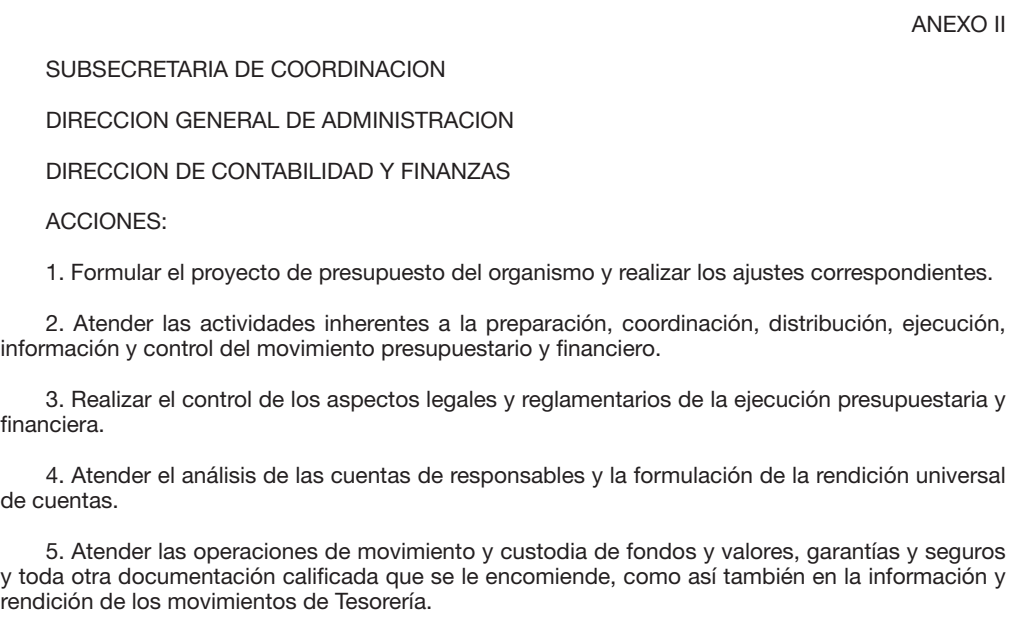 ANEXO II
SUBSECRETARIA DE COORDINACION
DIRECCION GENERAL DE ADMINISTRACION
DIRECCION DE CONTABILIDAD Y FINANZAS
ACCIONES:
1. Formular el proyecto de presupuesto del organismo y realizar los ajustes correspondientes.
2. Atender las actividades inherentes a la preparación, coordinación, distribución, ejecución,
información y control del movimiento presupuestario y financiero.
3. Realizar el control de los aspectos legales y reglamentarios de la ejecución presupuestaria y
financiera.
4. Atender el análisis de las cuentas de responsables y la formulación de la rendición universal
de cuentas.
5. Atender las operaciones de movimiento y custodia de fondos y valores, garantías y seguros
y toda otra documentación calificada que se le encomiende, como así también en la información y
rendición de los movimientos de Tesorería.